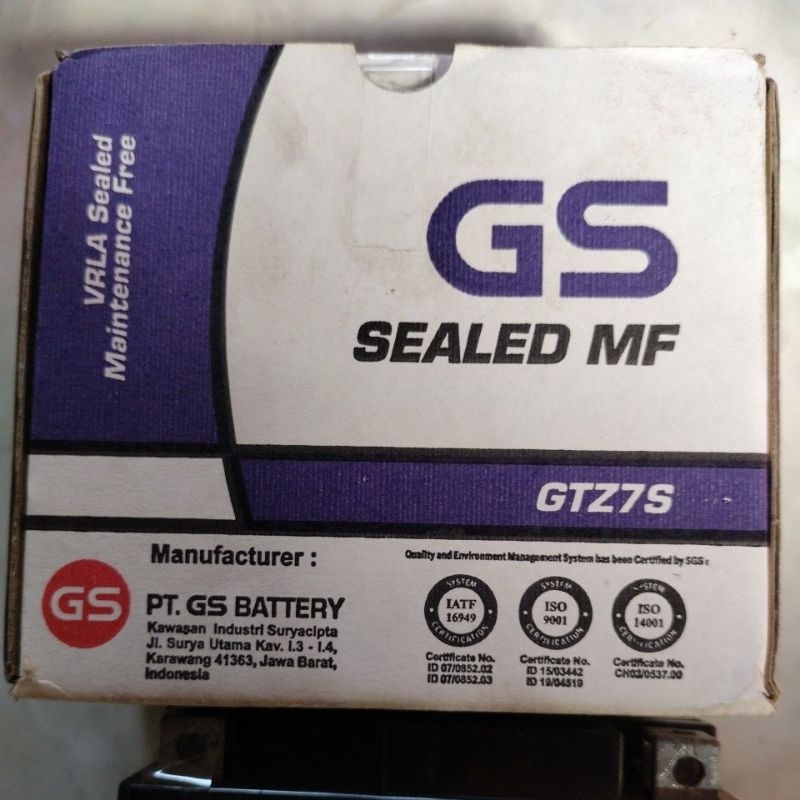 VRLA Sealed
Maintenance Free
GS
SEALED MF
GTZ7S
GS
Manufacturer :
PT. GS BATTERY
Kawasan Industri Suryacipta
Jl. Surya Utama Kav. I.3 - I.4,
Karawang 41363, Jawa Barat,
Indonesia
Quality and Environment Management System has been Certified by SGS :
SYSTEM
IATF
16949
CERTIFICATION
Certificate No.
ID 07/0852.02
ID 07/0852.03
SYSTEM
ISO
9001
CERTIFICATION
Certificate No.
ID 15/03442
ID 19/04519
SYSTEM
ISO
14001
CERTIFICATION
Certificate No.
CH03/0537.00